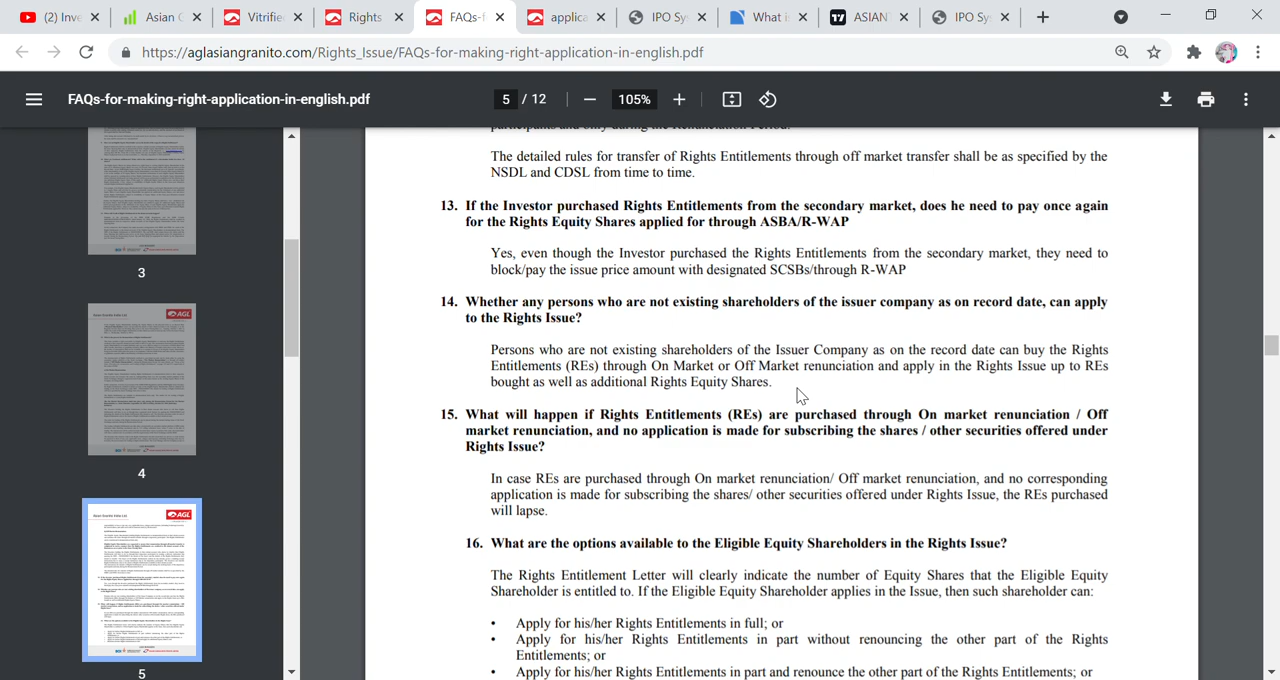 (2) Inve
Asian G
Vitrifie
Rights
FAQs-f
applica
IPO Sy
What i
ASIANT
IPO Sy
https://aglasiangranito.com/Rights_Issue/FAQs-for-making-right-application-in-english.pdf
FAQs-for-making-right-application-in-english.pdf
5 / 12
105%
3
4
AGL
AGL
5
The detailed rules for transfer of Rights Entitlements through off market transfer shall be as specified by the
NSDL and CDSL from time to time.
13. If the Investor purchased Rights Entitlements from the secondary market, does he need to pay once again
for the Rights Equity Shares applied for through ASBA/R-WAP
Yes, even though the Investor purchased the Rights Entitlements from the secondary market, they need to
block/pay the issue price amount with designated SCSBs/through R-WAP
14. Whether any persons who are not existing shareholders of the issuer company as on record date, can apply
to the Rights Issue?
Persons who are not existing shareholders of the Issuer Company as on the record date can buy the Rights
Entitlements (REs) through On Market or Off Market renunciation and apply in the Rights Issue up to REs
bought as well as additional Rights Equity Shares.
15. What will happen if Rights Entitlements (REs) are purchased through On market renunciation / Off
market renunciation, and no application is made for subscribing the shares / other securities offered under
Rights Issue?
In case REs are purchased through On market renunciation/ Off market renunciation, and no corresponding
application is made for subscribing the shares/ other securities offered under Rights Issue, the REs purchased
will lapse.
16. What are options available to the Eligible Equity Shareholders in the Rights Issue?
The Rights Entitlement Letter will clearly indicate the number of Equity Shares that the Eligible Equity
Shareholder is entitled to. If the Eligible Equity Shareholder applies in the Issue, then such shareholder can:
• Apply for his/her Rights Entitlements in full; or
• Apply for his/her Rights Entitlements in part without renouncing the other part of the Rights
Entitlement; or
• Apply for his/her Rights Entitlements in part and renounce the other part of the Rights Entitlements; or